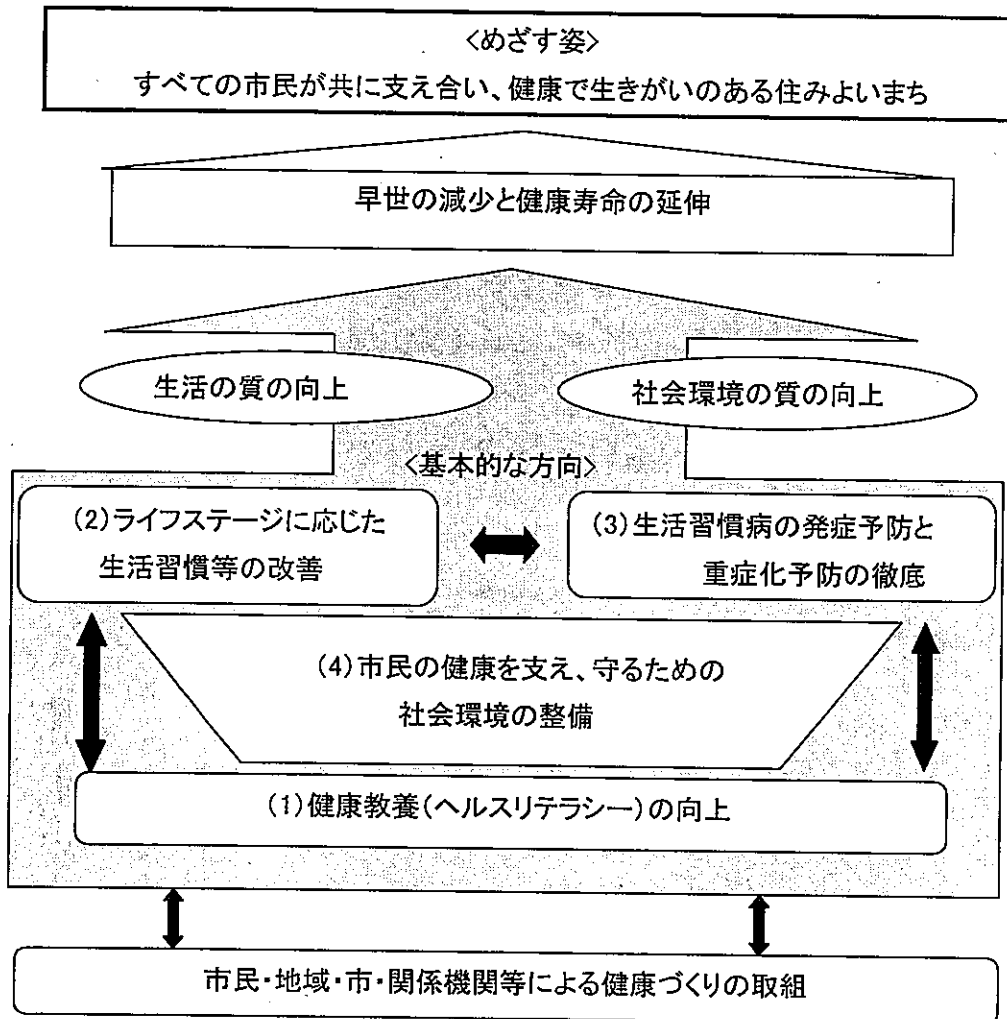 <めざす姿>
すべての市民が共に支え合い、健康で生きがいのある住みよいまち
早世の減少と健康寿命の延伸
生活の質の向上
社会環境の質の向上
<基本的な方向>
(2)ライフステージに応じた
生活習慣等の改善
(3)生活習慣病の発症予防と
重症化予防の徹底
(4)市民の健康を支え、守るための
社会環境の整備
(1)健康教養(ヘルスリテラシー)の向上
市民・地域・市・関係機関等による健康づくりの取組